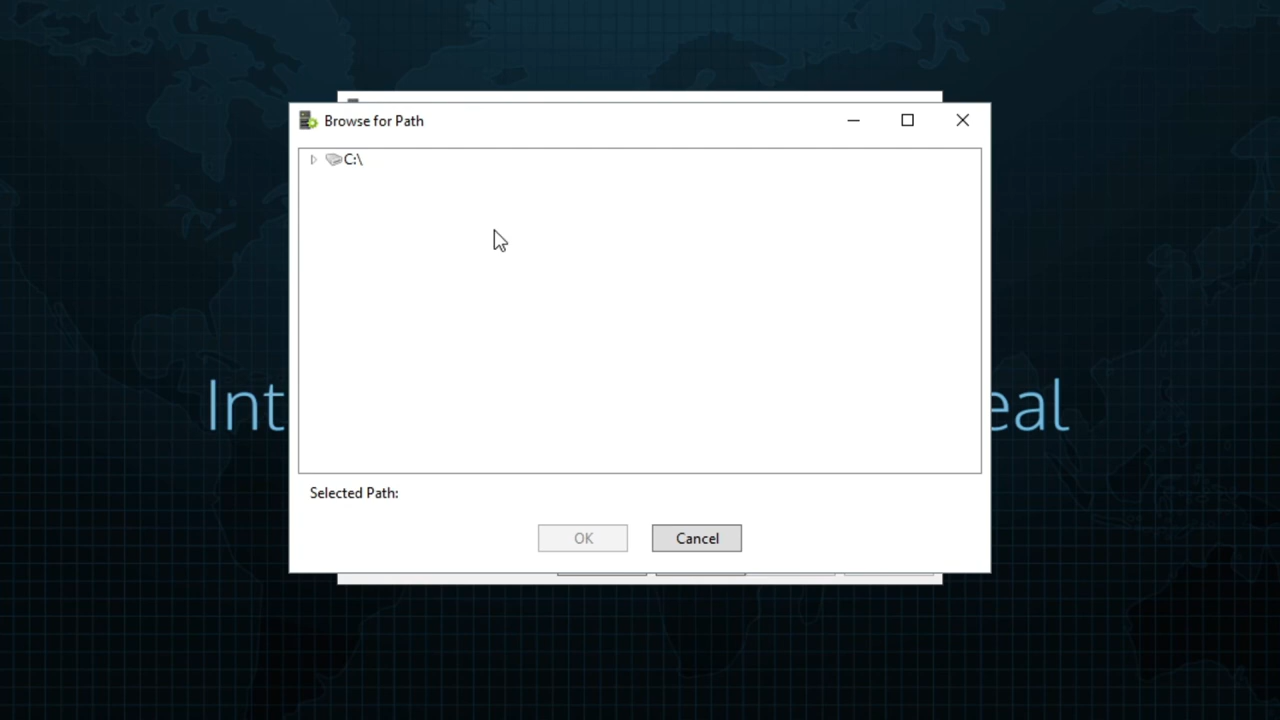 Browse for Path
C:\
Int
eal
Selected Path:
OK
Cancel